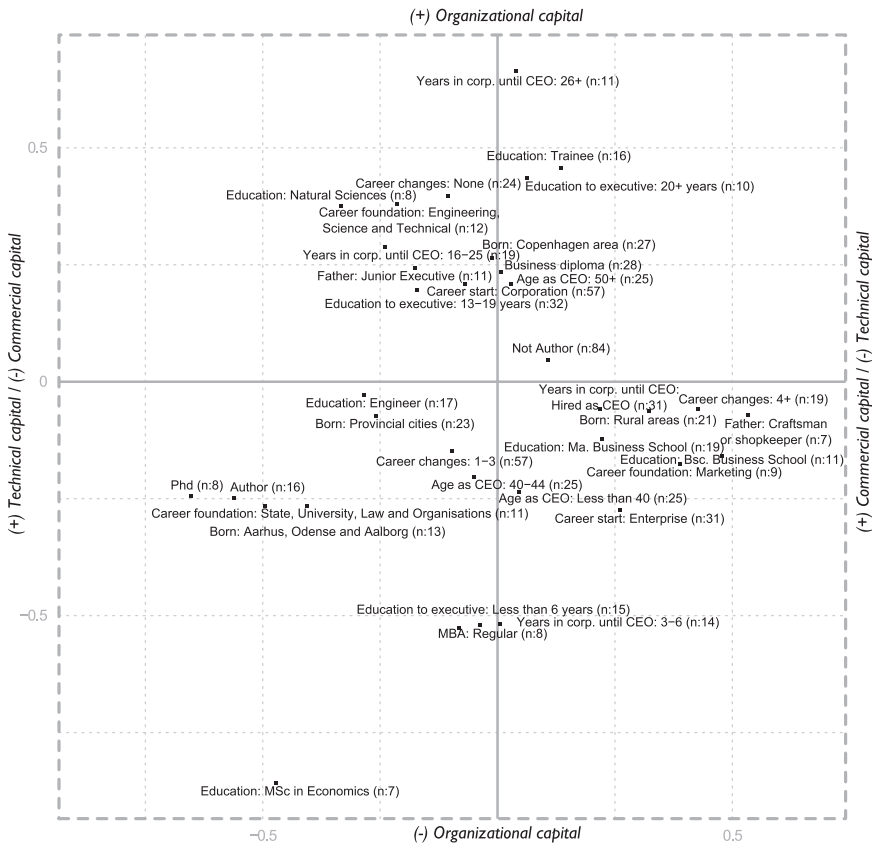 (+) Organizational capital
Years in corp. until CEO: 26+ (n:11)
0.5
Education: Trainee (n:16)
Career changes: None (n:24)
Education to executive: 20+ years (n:10)
Education: Natural Sciences (n:8)
Career foundation: Engineering,
Science and Technical (n:12)
Born: Copenhagen area (n:27)
Years in corp. until CEO: 16−25 (n:19)
Business diploma (n:28)
Father: Junior Executive (n:11)
Age as CEO: 50+ (n:25)
Career start: Corporation (n:57)
Education to executive: 13−19 years (n:32)
Not Author (n:84)
(+) Technical capital / (-) Commercial capital
(+) Commercial capital / (-) Technical capital
0
Years in corp. until CEO:
Hired as CEO (n:31)
Career changes: 4+ (n:19)
Education: Engineer (n:17)
Born: Provincial cities (n:23)
Born: Rural areas (n:21)
Father: Craftsman
or shopkeeper (n:7)
Education: Ma. Business School (n:19)
Career changes: 1−3 (n:57)
Education: Bsc. Business School (n:11)
Career foundation: Marketing (n:9)
Phd (n:8)
Author (n:16)
Age as CEO: 40−44 (n:25)
Age as CEO: Less than 40 (n:25)
Career foundation: State, University, Law and Organisations (n:11)
Career start: Enterprise (n:31)
Born: Aarhus, Odense and Aalborg (n:13)
−0.5
Education to executive: Less than 6 years (n:15)
Years in corp. until CEO: 3−6 (n:14)
MBA: Regular (n:8)
Education: MSc in Economics (n:7)
−0.5
(-) Organizational capital
0.5